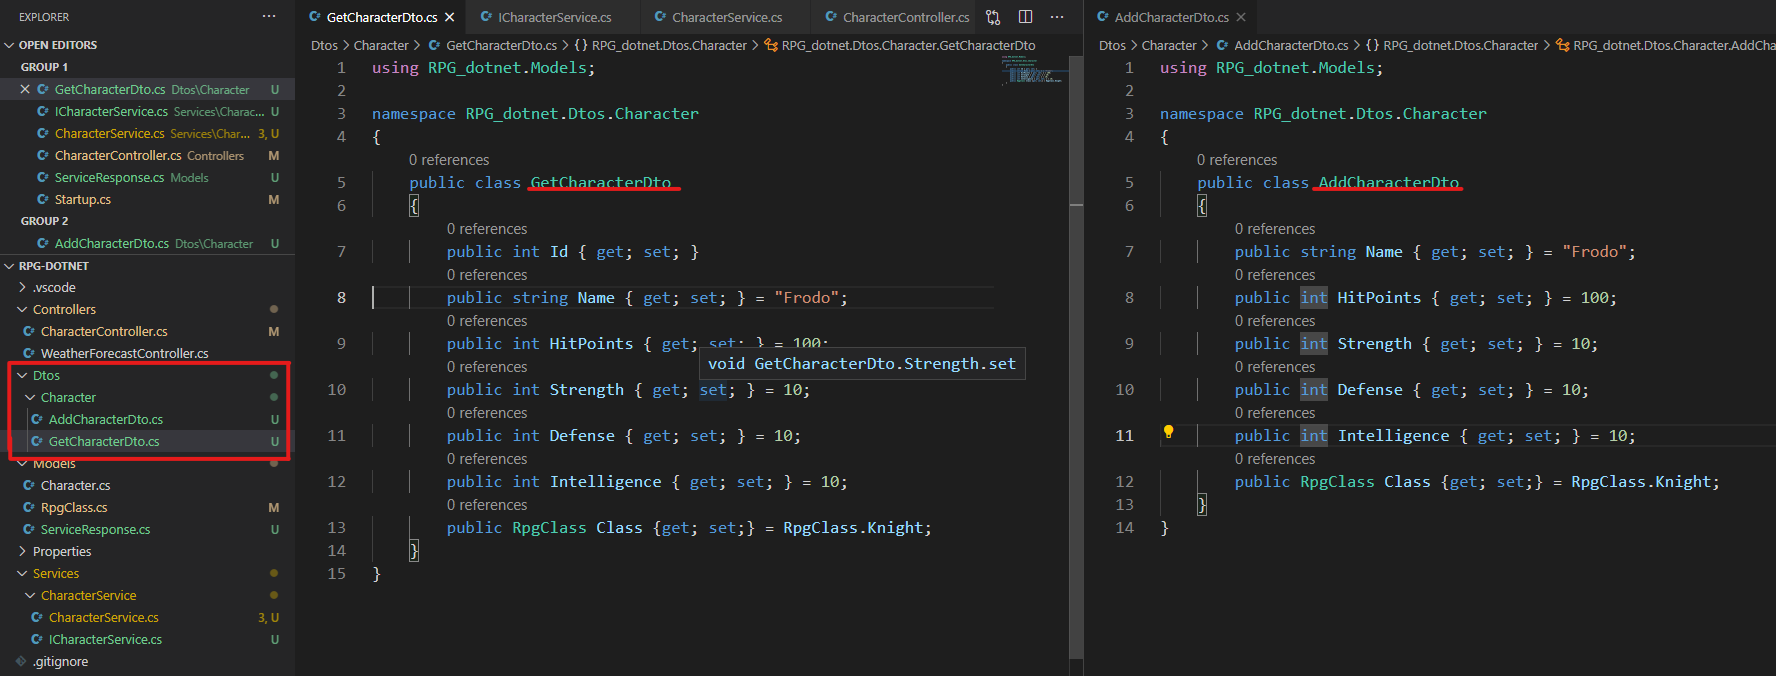 EXPLORER
OPEN EDITORS
GROUP 1
GetCharacterDto.cs Dtos\Character U
ICharacterService.cs Services\Charac... U
CharacterService.cs Services\Char... 3, U
CharacterController.cs Controllers M
ServiceResponse.cs Models U
Startup.cs M
GROUP 2
AddCharacterDto.cs Dtos\Character U
RPG-DOTNET
.vscode
Controllers
CharacterController.cs M
WeatherForecastController.cs
Dtos
Character
AddCharacterDto.cs U
GetCharacterDto.cs U
Models
Character.cs
RpgClass.cs M
ServiceResponse.cs U
Properties
Services
CharacterService
CharacterService.cs 3, U
ICharacterService.cs U
.gitignore
GetCharacterDto.cs ICharacterService.cs CharacterService.cs CharacterController.cs
Dtos > Character > GetCharacterDto.cs > {} RPG_dotnet.Dtos.Character > RPG_dotnet.Dtos.Character.GetCharacterDto
1 using RPG_dotnet.Models;
2
3 namespace RPG_dotnet.Dtos.Character
4 {
0 references
5 public class GetCharacterDto
6 {
0 references
7 public int Id { get; set; }
0 references
8 public string Name { get; set; } = "Frodo";
0 references
9 public int HitPoints { get; set; } = 100;
0 references
void GetCharacterDto.Strength.set
10 public int Strength { get; set; } = 10;
0 references
11 public int Defense { get; set; } = 10;
0 references
12 public int Intelligence { get; set; } = 10;
0 references
13 public RpgClass Class {get; set;} = RpgClass.Knight;
14 }
15 }
AddCharacterDto.cs
Dtos > Character > AddCharacterDto.cs > {} RPG_dotnet.Dtos.Character > RPG_dotnet.Dtos.Character.AddCha
1 using RPG_dotnet.Models;
2
3 namespace RPG_dotnet.Dtos.Character
4 {
0 references
5 public class AddCharacterDto
6 {
0 references
7 public string Name { get; set; } = "Frodo";
0 references
8 public int HitPoints { get; set; } = 100;
0 references
9 public int Strength { get; set; } = 10;
0 references
10 public int Defense { get; set; } = 10;
0 references
11 public int Intelligence { get; set; } = 10;
0 references
12 public RpgClass Class {get; set;} = RpgClass.Knight;
13 }
14 }